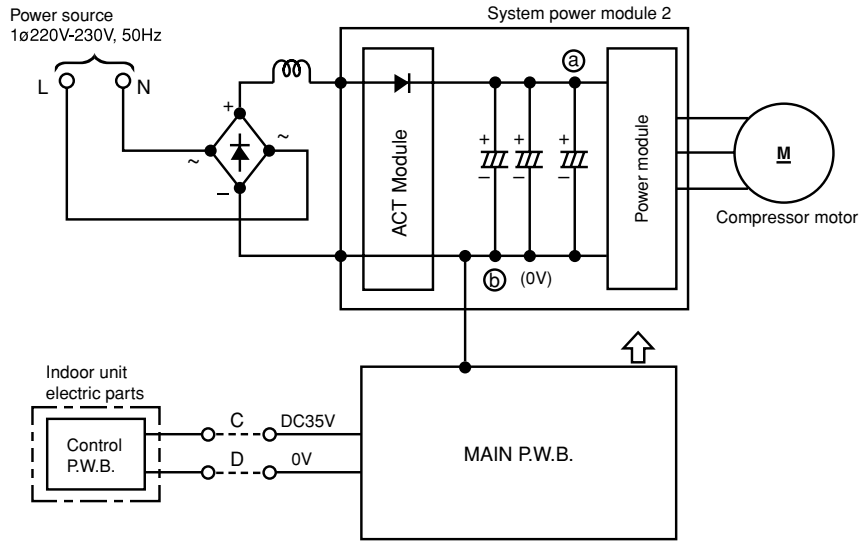 System power module 2
Power source
1ø220V-230V, 50Hz
L
N
+
~
~
–
ACT Module
ⓐ
+
–
+
–
+
–
ⓑ
(0V)
Power module
M
Compressor motor
Indoor unit
electric parts
Control
P.W.B.
C
DC35V
D
0V
MAIN P.W.B.